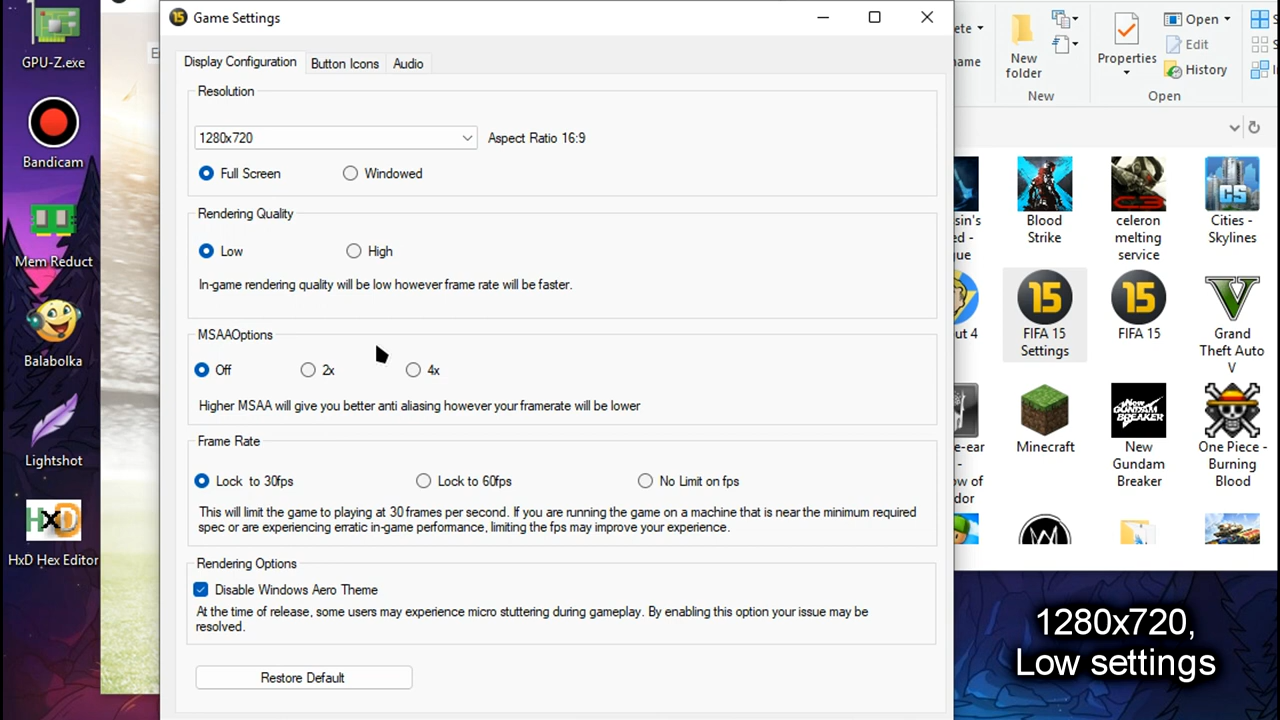 GPU-Z.exe
Bandicam
Mem Reduct
Balabolka
Lightshot
HxD
HxD Hex Editor
15 Game Settings
Display Configuration
Button Icons
Audio
Resolution
1280x720
Aspect Ratio 16:9
Full Screen
Windowed
Rendering Quality
Low
High
In-game rendering quality will be low however frame rate will be faster.
MSAAOptions
Off
2x
4x
Higher MSAA will give you better anti aliasing however your framerate will be lower
Frame Rate
Lock to 30fps
Lock to 60fps
No Limit on fps
This will limit the game to playing at 30 frames per second. If you are running the game on a machine that is near the minimum required
spec or are experiencing erratic in-game performance, limiting the fps may improve your experience.
Rendering Options
Disable Windows Aero Theme
At the time of release, some users may experience micro stuttering during gameplay. By enabling this option your issue may be
resolved.
Restore Default
New
folder
New
Properties
Open
Edit
History
Open
Blood
Strike
celeron
melting
service
CS
Cities -
Skylines
15
FIFA 15
Settings
15
FIFA 15
V
Grand
Theft Auto
V
Minecraft
New
GUNDAM
BREAKER
New
Gundam
Breaker
One Piece -
Burning
Blood
1280x720,
Low settings